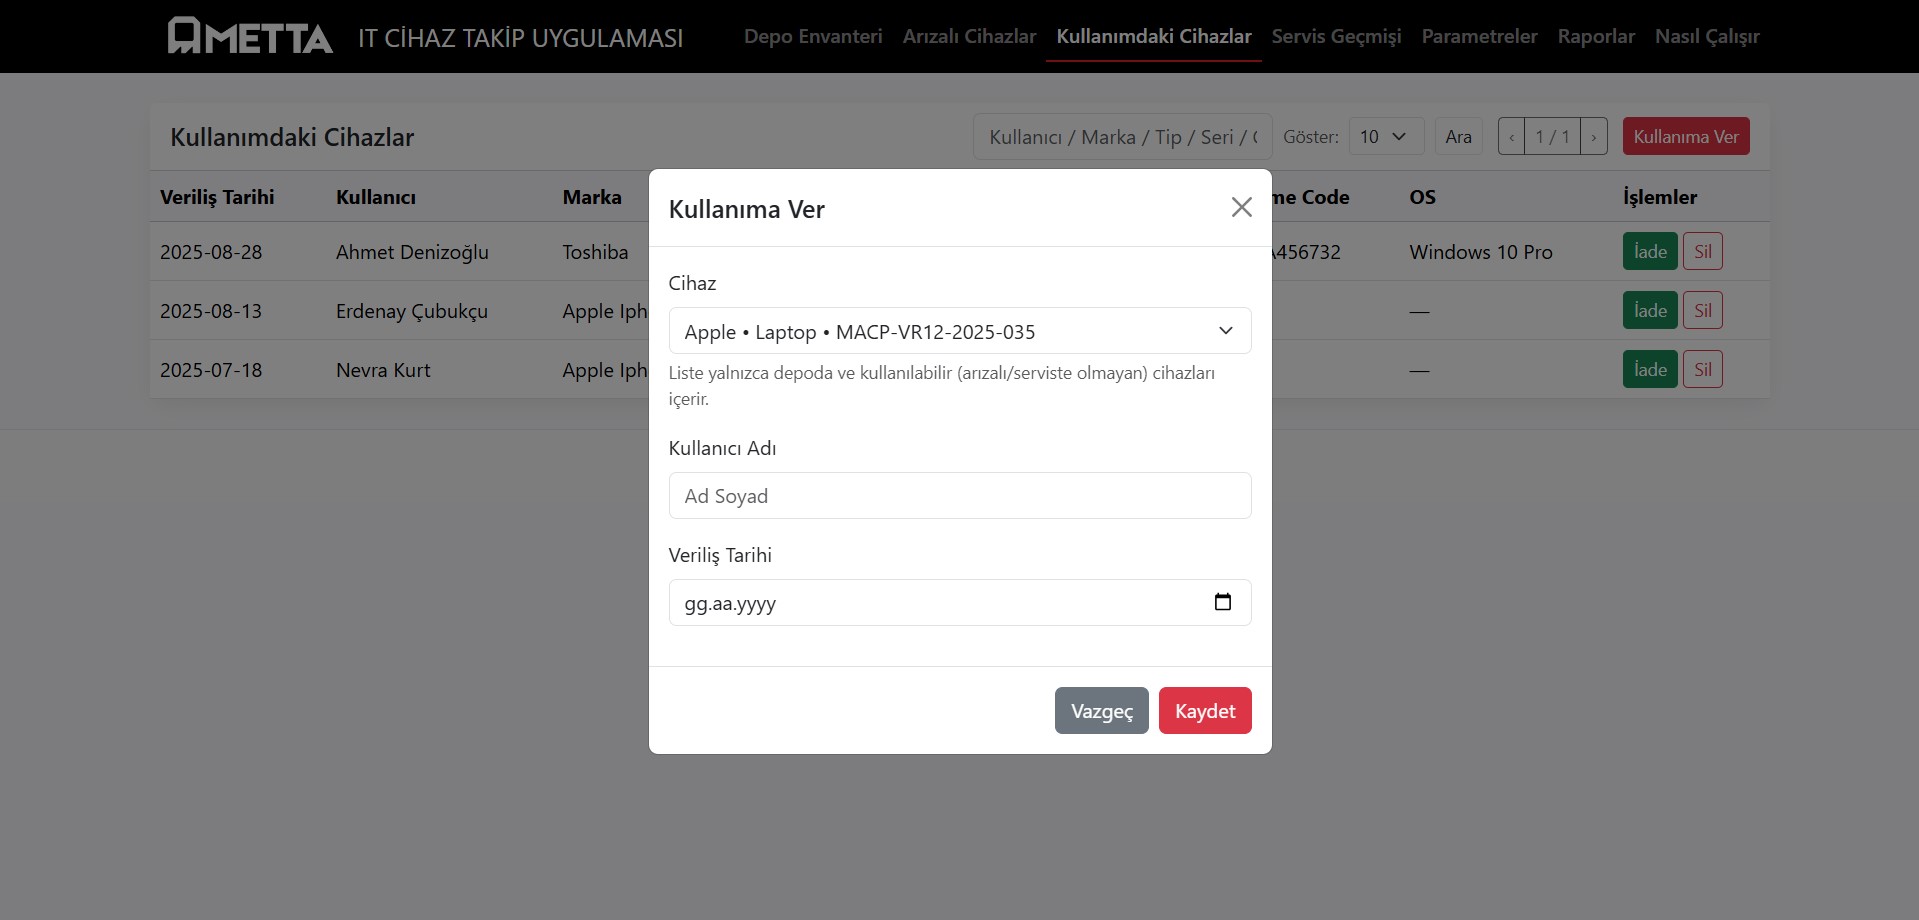 METTA IT CİHAZ TAKİP UYGULAMASI Depo Envanteri Arızalı Cihazlar Kullanımdaki Cihazlar Servis Geçmişi Parametreler Raporlar Nasıl Çalışır
Kullanımdaki Cihazlar Kullanıcı / Marka / Tip / Seri / Göster: 10 Ara ‹ 1 / 1 › Kullanıma Ver
Veriliş Tarihi Kullanıcı Marka me Code OS İşlemler
2025-08-28 Ahmet Denizoğlu Toshiba 456732 Windows 10 Pro İade Sil
2025-08-13 Erdenay Çubukçu Apple Iph — İade Sil
2025-07-18 Nevra Kurt Apple Iph — İade Sil
Kullanıma Ver
Cihaz
Apple • Laptop • MACP-VR12-2025-035
Liste yalnızca depoda ve kullanılabilir (arızalı/serviste olmayan) cihazları
içerir.
Kullanıcı Adı
Ad Soyad
Veriliş Tarihi
gg.aa.yyyy
Vazgeç Kaydet